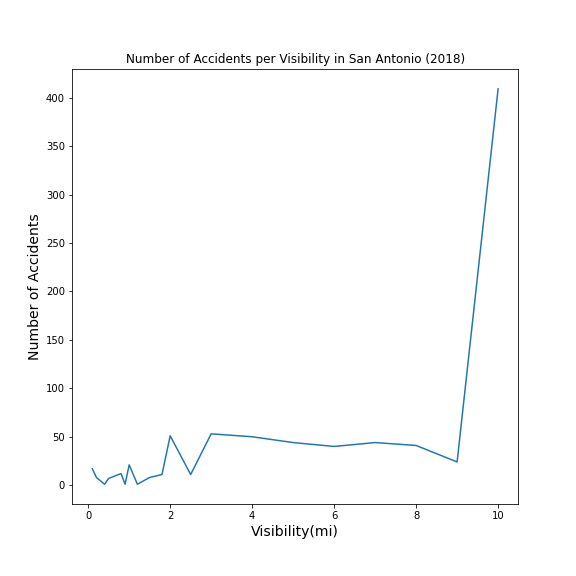 Number of Accidents per Visibility in San Antonio (2018)
400
350
300
250
200
150
100
50
0
Number of Accidents
0 2 4 6 8 10
Visibility(mi)